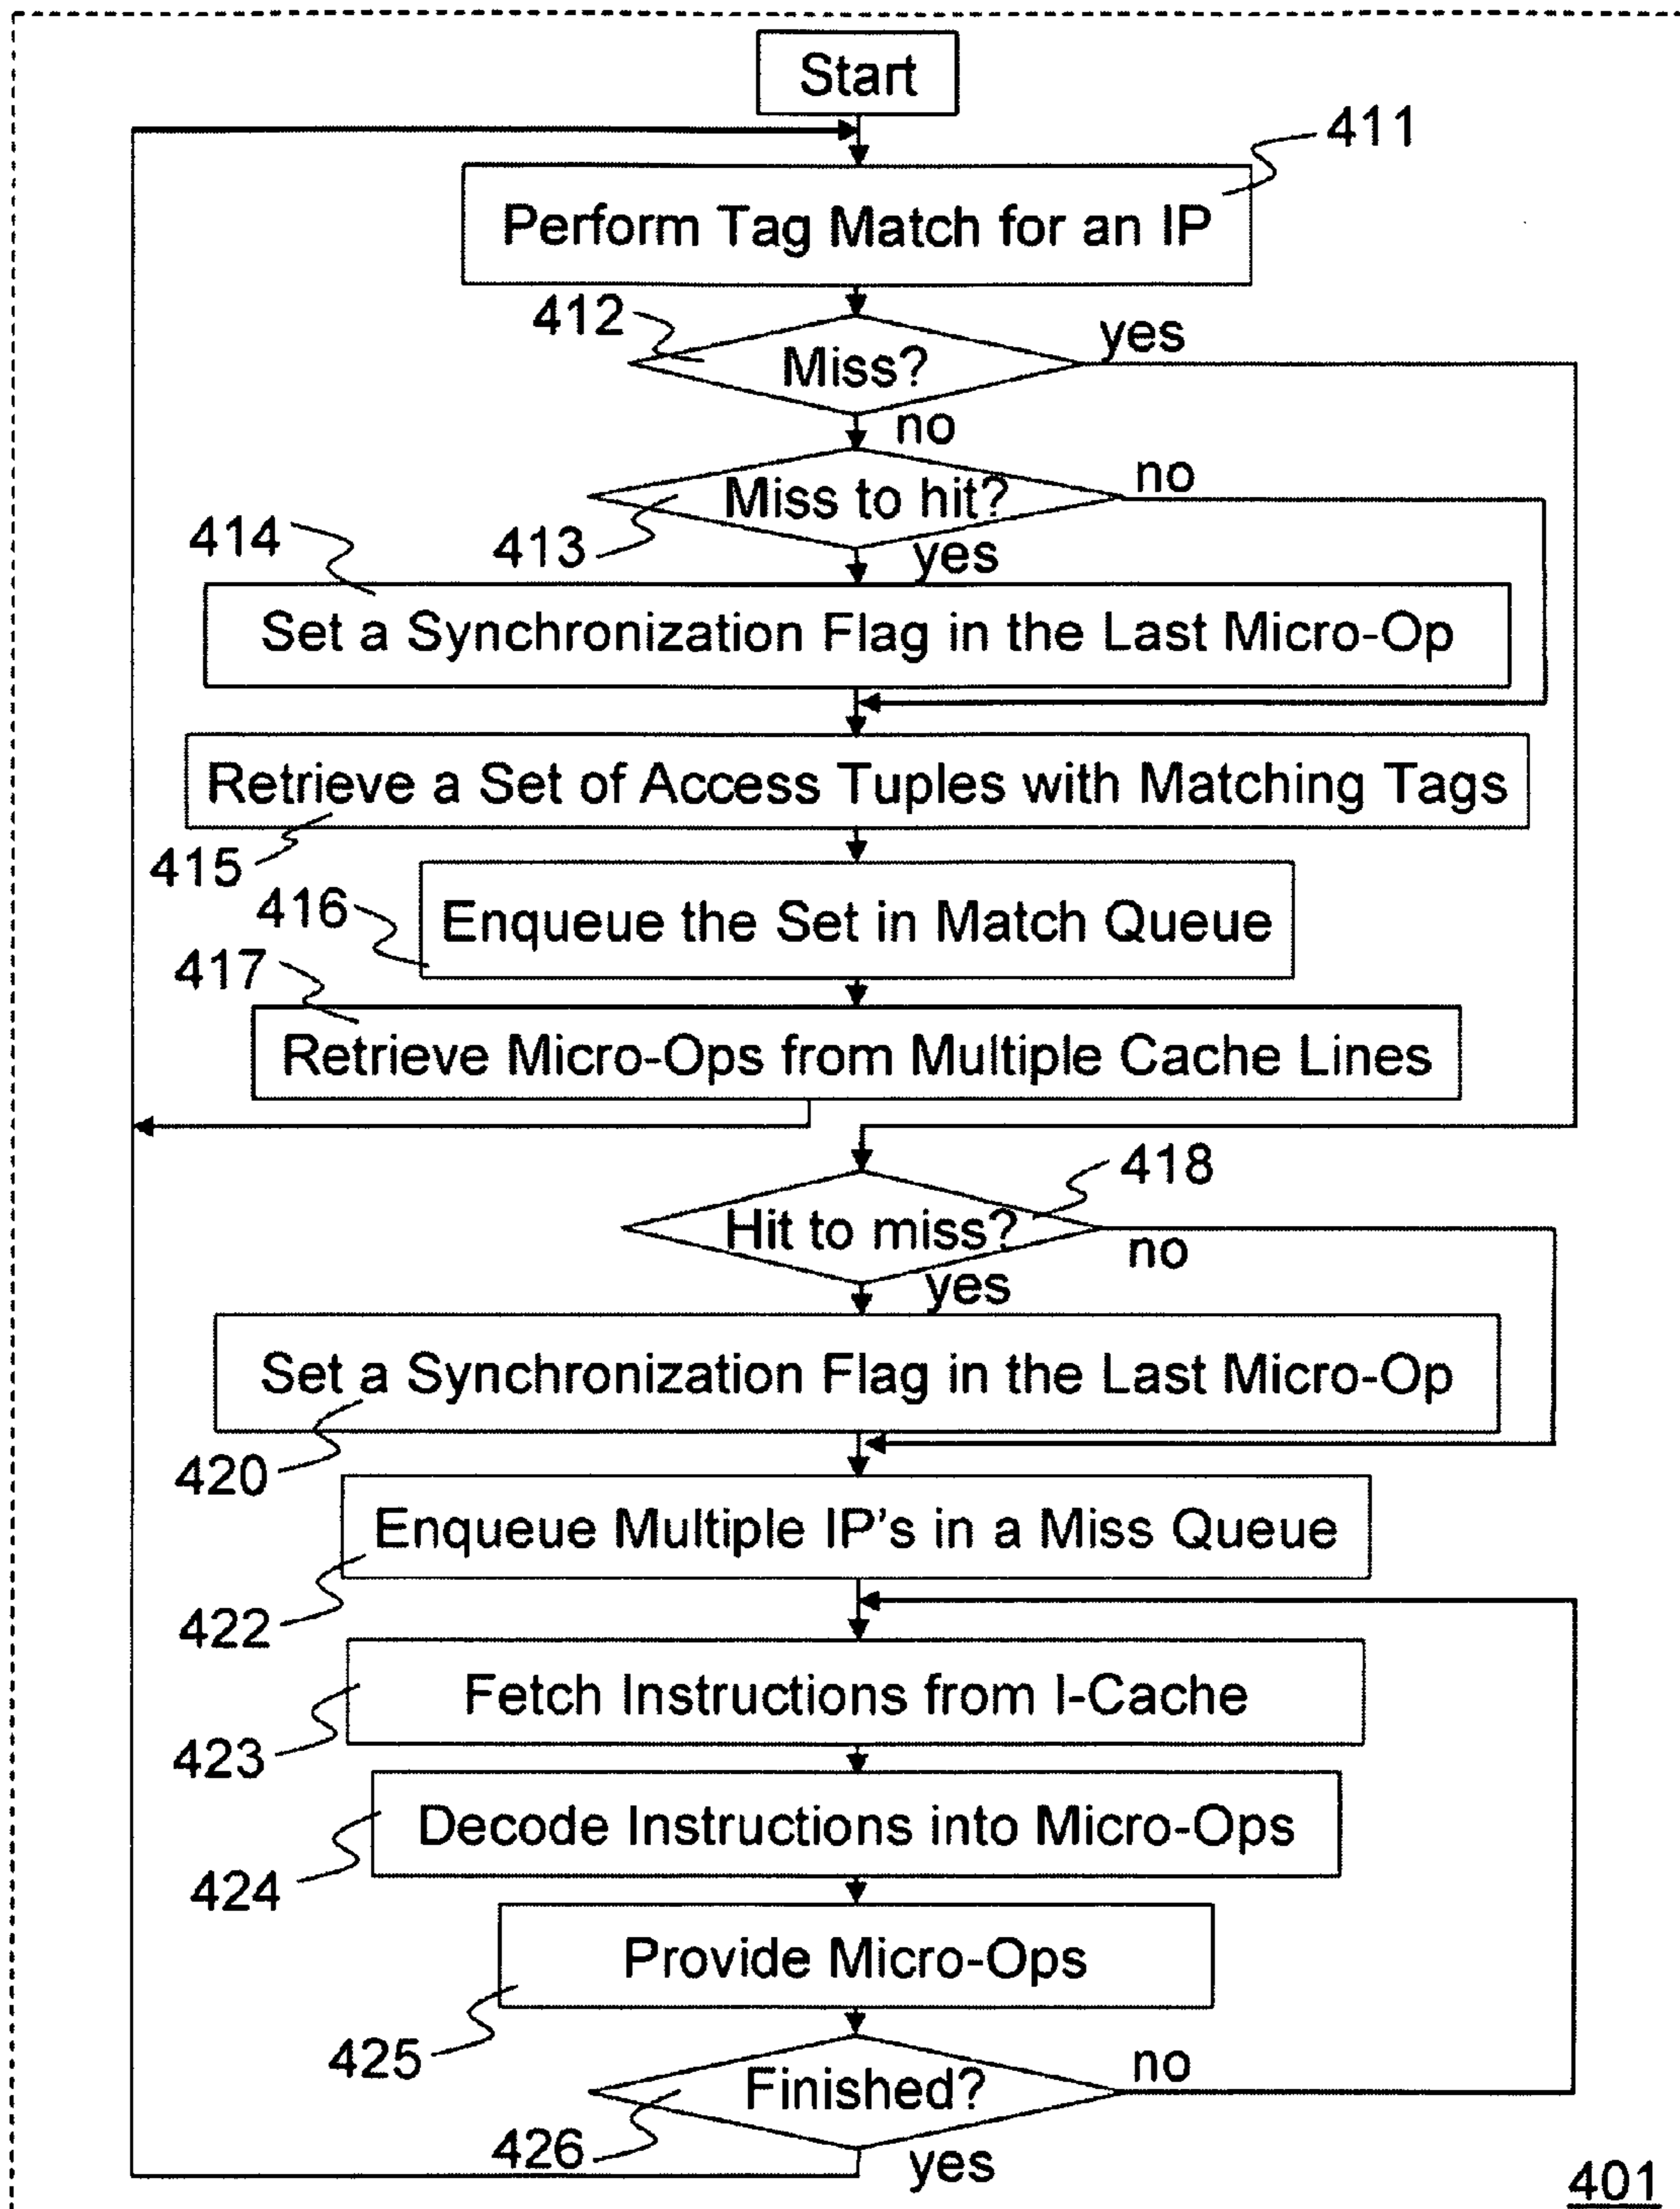 Start
411
Perform Tag Match for an IP
412
Miss?
yes
no
Miss to hit?
no
413
yes
414
Set a Synchronization Flag in the Last Micro-Op
Retrieve a Set of Access Tuples with Matching Tags
415
416
Enqueue the Set in Match Queue
417
Retrieve Micro-Ops from Multiple Cache Lines
418
Hit to miss?
no
yes
Set a Synchronization Flag in the Last Micro-Op
420
Enqueue Multiple IP's in a Miss Queue
422
Fetch Instructions from I-Cache
423
Decode Instructions into Micro-Ops
424
Provide Micro-Ops
425
Finished?
no
426
yes
401